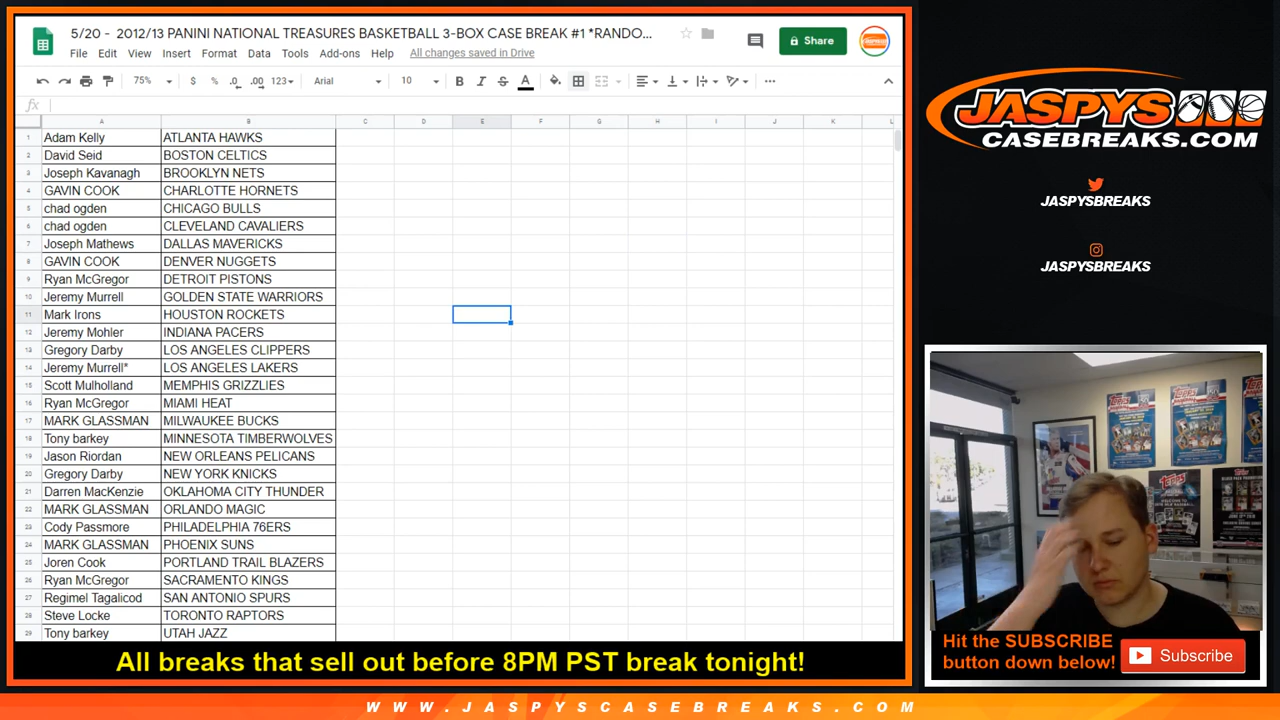 5/20 - 2012/13 PANINI NATIONAL TREASURES BASKETBALL 3-BOX CASE BREAK #1 *RANDO...
File Edit View Insert Format Data Tools Add-ons Help All changes saved in Drive
Share
75% $ % .0 .00 123 Arial 10 B I S A
fx
A B C D E F G H I J K L
1 Adam Kelly ATLANTA HAWKS
2 David Seid BOSTON CELTICS
3 Joseph Kavanagh BROOKLYN NETS
4 GAVIN COOK CHARLOTTE HORNETS
5 chad ogden CHICAGO BULLS
6 chad ogden CLEVELAND CAVALIERS
7 Joseph Mathews DALLAS MAVERICKS
8 GAVIN COOK DENVER NUGGETS
9 Ryan McGregor DETROIT PISTONS
10 Jeremy Murrell GOLDEN STATE WARRIORS
11 Mark Irons HOUSTON ROCKETS
12 Jeremy Mohler INDIANA PACERS
13 Gregory Darby LOS ANGELES CLIPPERS
14 Jeremy Murrell* LOS ANGELES LAKERS
15 Scott Mulholland MEMPHIS GRIZZLIES
16 Ryan McGregor MIAMI HEAT
17 MARK GLASSMAN MILWAUKEE BUCKS
18 Tony barkey MINNESOTA TIMBERWOLVES
19 Jason Riordan NEW ORLEANS PELICANS
20 Gregory Darby NEW YORK KNICKS
21 Darren MacKenzie OKLAHOMA CITY THUNDER
22 MARK GLASSMAN ORLANDO MAGIC
23 Cody Passmore PHILADELPHIA 76ERS
24 MARK GLASSMAN PHOENIX SUNS
25 Joren Cook PORTLAND TRAIL BLAZERS
26 Ryan McGregor SACRAMENTO KINGS
27 Regimel Tagalicod SAN ANTONIO SPURS
28 Steve Locke TORONTO RAPTORS
29 Tony barkey UTAH JAZZ
All breaks that sell out before 8PM PST break tonight!
JASPYS
CASEBREAKS.COM
JASPYSBREAKS
JASPYSBREAKS
TOPPS
TOPPS
Topps
Topps
Hit the SUBSCRIBE
button down below!
Subscribe
WWW.JASPYSCASEBREAKS.COM